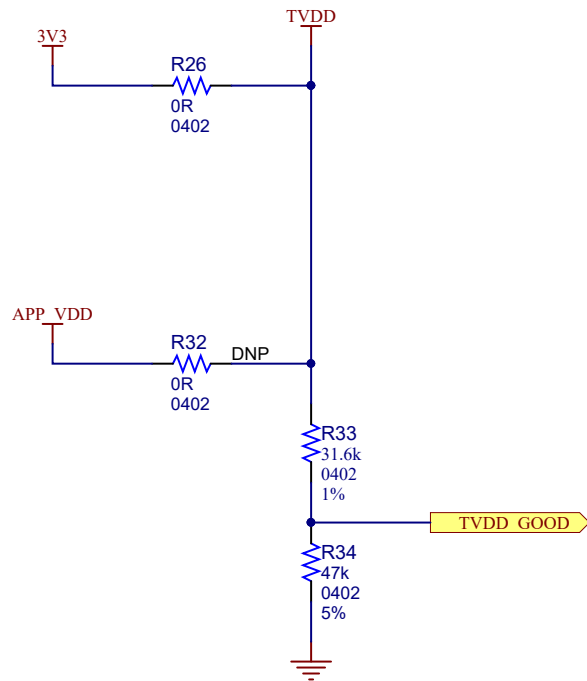 TVDD
3V3
R26
0R
0402
APP_VDD
R32
DNP
0R
0402
R33
31.6k
0402
1%
TVDD_GOOD
R34
47k
0402
5%